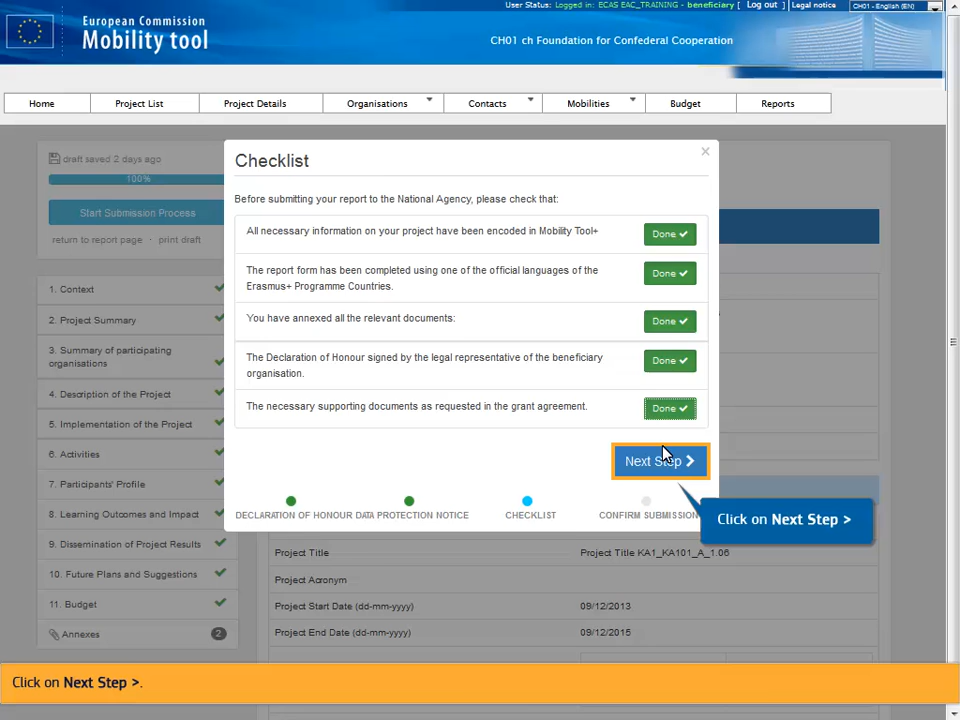 User Status: Logged in: ECAS EAC_TRAINING - beneficiary [ Log out ] Legal notice CH01 - English (EN)
European Commission
Mobility tool
CH01 ch Foundation for Confederal Cooperation
Home Project List Project Details Organisations Contacts Mobilities Budget Reports
draft saved 2 days ago
100%
Start Submission Process
return to report page · print draft
1. Context
2. Project Summary
3. Summary of participating
organisations
4. Description of the Project
5. Implementation of the Project
6. Activities
7. Participants' Profile
8. Learning Outcomes and Impact
9. Dissemination of Project Results
10. Future Plans and Suggestions
11. Budget
Annexes 2
Checklist ×
Before submitting your report to the National Agency, please check that:
All necessary information on your project have been encoded in Mobility Tool+ Done
The report form has been completed using one of the official languages of the
Erasmus+ Programme Countries. Done
You have annexed all the relevant documents: Done
The Declaration of Honour signed by the legal representative of the beneficiary
organisation. Done
The necessary supporting documents as requested in the grant agreement. Done
Next Step
DECLARATION OF HONOUR DATA PROTECTION NOTICE CHECKLIST CONFIRM SUBMISSION
Click on Next Step >
Project Title Project Title KA1_KA101_A_1.06
Project Acronym
Project Start Date (dd-mm-yyyy) 09/12/2013
Project End Date (dd-mm-yyyy) 09/12/2015
Click on Next Step >.